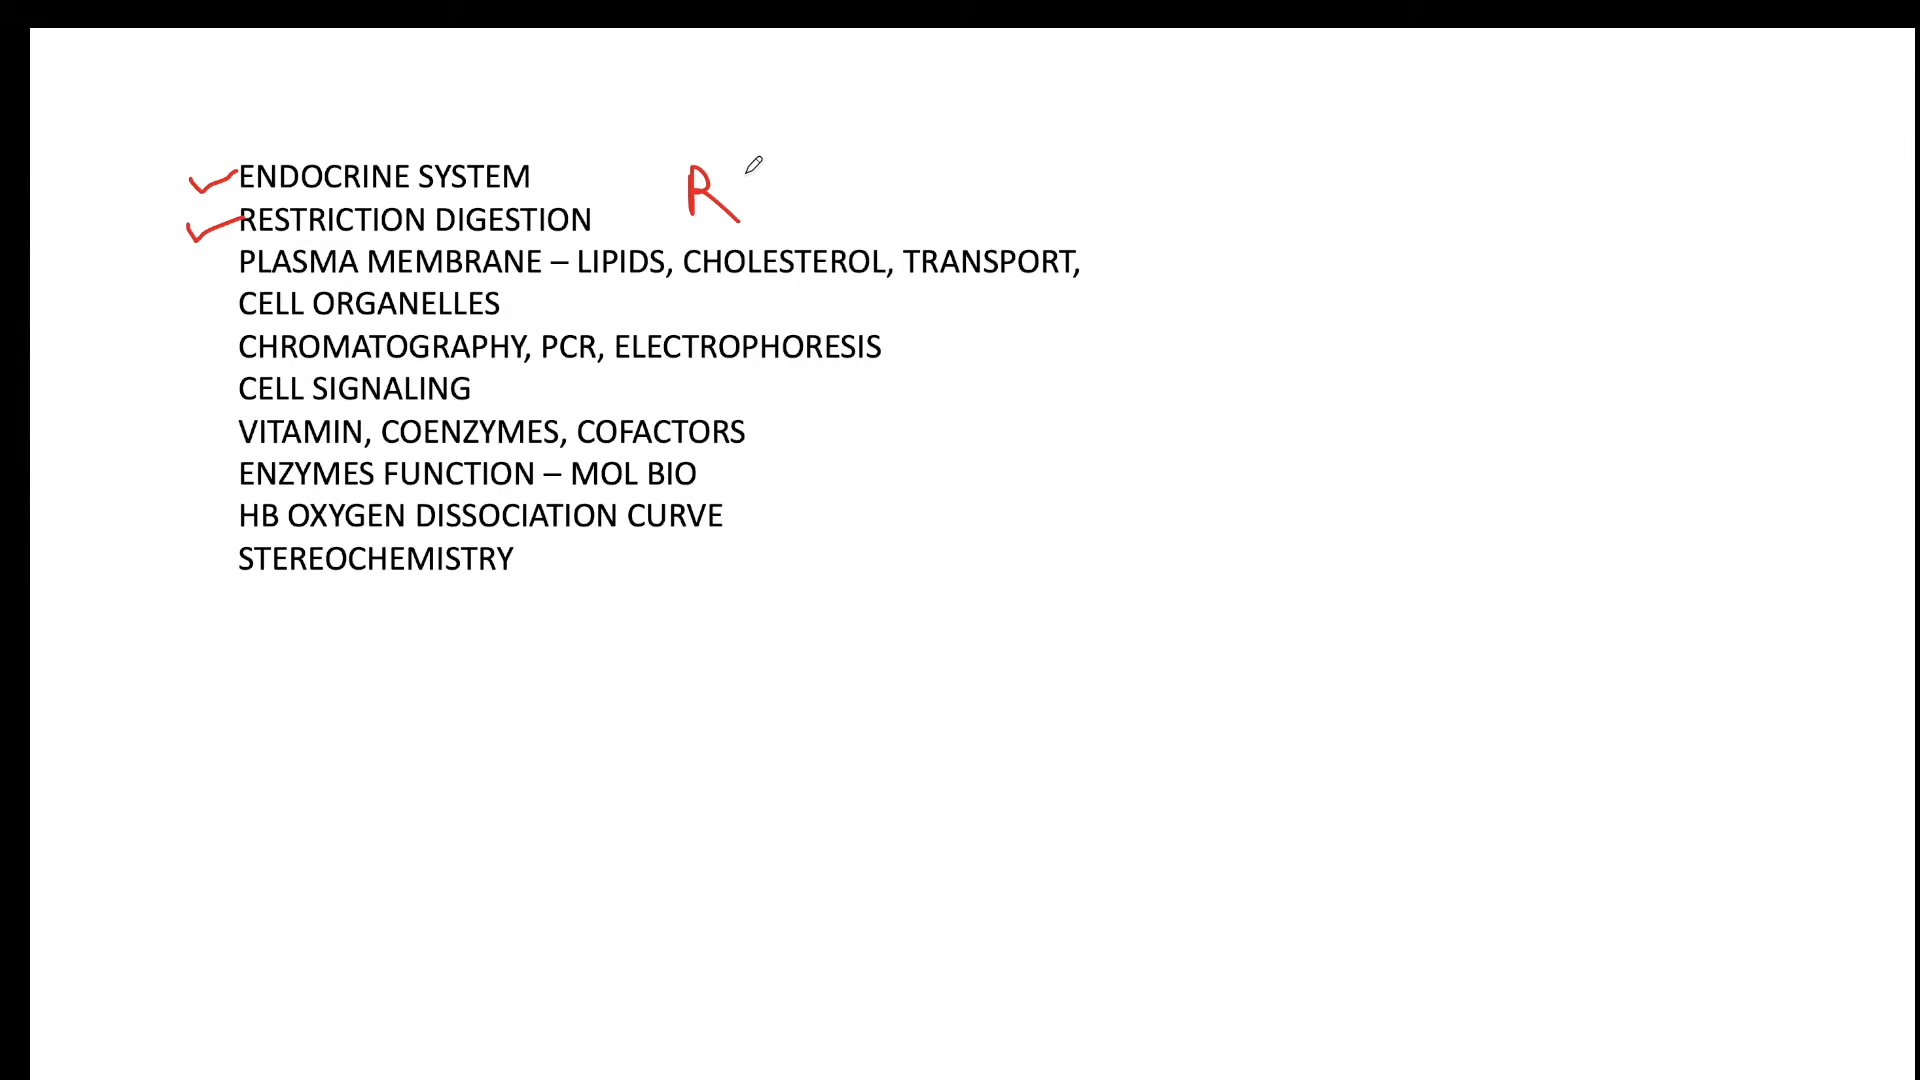 ENDOCRINE SYSTEM R
RESTRICTION DIGESTION
PLASMA MEMBRANE – LIPIDS, CHOLESTEROL, TRANSPORT,
CELL ORGANELLES
CHROMATOGRAPHY, PCR, ELECTROPHORESIS
CELL SIGNALING
VITAMIN, COENZYMES, COFACTORS
ENZYMES FUNCTION – MOL BIO
HB OXYGEN DISSOCIATION CURVE
STEREOCHEMISTRY